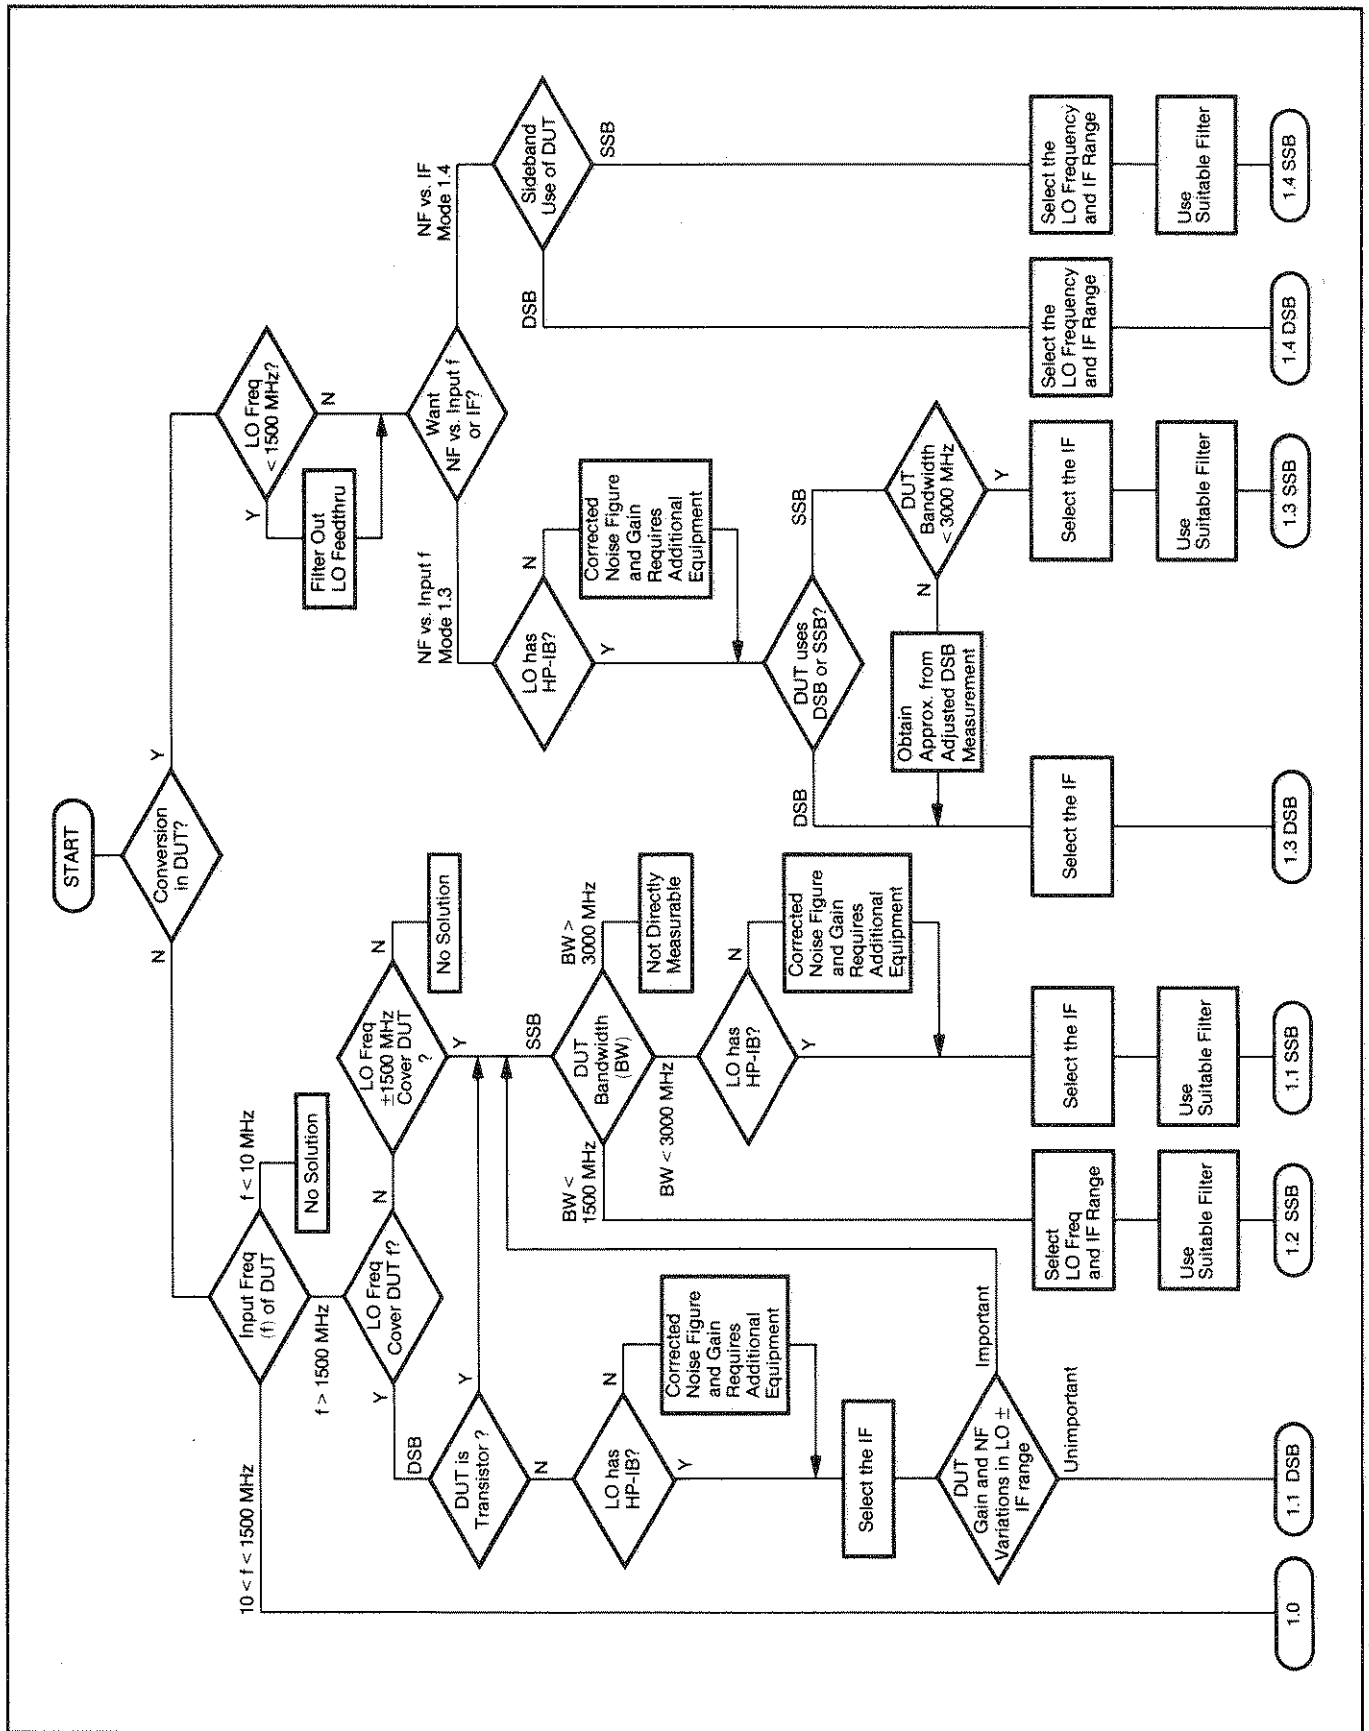 START
Conversion
in DUT?
N
Y
Input Freq
(f) of DUT
10 < f < 1500 MHz
f < 10 MHz
No Solution
f > 1500 MHz
LO Freq
Cover DUT f?
Y
N
LO Freq
±1500 MHz
Cover DUT
?
N
No Solution
Y
DSB
DUT is
Transistor ?
Y
N
LO has
HP-IB?
N
Corrected
Noise Figure
and Gain
Requires
Additional
Equipment
Y
Select the IF
DUT
Gain and NF
Variations in LO ±
IF range
Important
Unimportant
SSB
DUT
Bandwidth
(BW)
BW <
1500 MHz
BW < 3000 MHz
BW >
3000 MHz
Not Directly
Measurable
LO has
HP-IB?
N
Corrected
Noise Figure
and Gain
Requires
Additional
Equipment
Y
Select
LO Freq
and IF Range
Use
Suitable Filter
Select the IF
Use
Suitable Filter
LO Freq
< 1500 MHz?
Y
N
Filter Out
LO Feedthru
Want
NF vs. Input f
or IF?
NF vs. Input f
Mode 1.3
NF vs. IF
Mode 1.4
LO has
HP-IB?
N
Corrected
Noise Figure
and Gain
Requires
Additional
Equipment
Y
DUT uses
DSB or SSB?
DSB
SSB
DUT
Bandwidth
< 3000 MHz
N
Y
Obtain
Approx. from
Adjusted DSB
Measurement
Select the IF
Select the IF
Use
Suitable Filter
Sideband
Use of DUT
DSB
SSB
Select the
LO Frequency
and IF Range
Select the
LO Frequency
and IF Range
Use
Suitable Filter
1.0
1.1 DSB
1.2 SSB
1.1 SSB
1.3 DSB
1.3 SSB
1.4 DSB
1.4 SSB